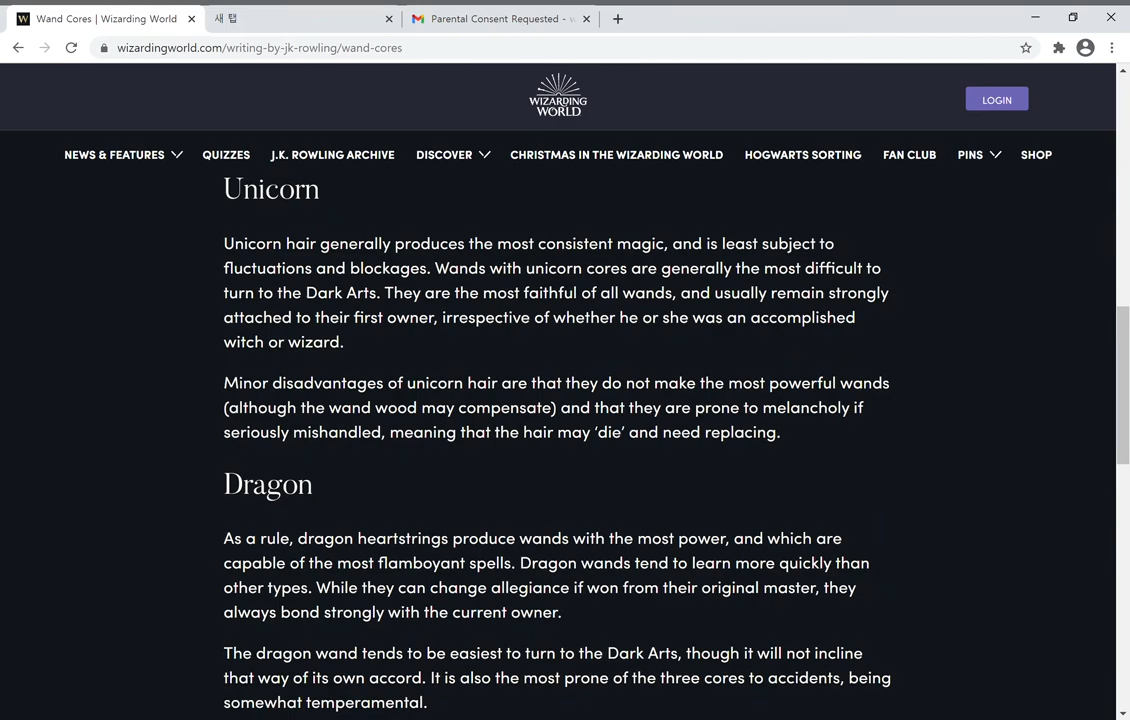 Wand Cores | Wizarding World
새 탭
Parental Consent Requested -
wizardingworld.com/writing-by-jk-rowling/wand-cores
WIZARDING
WORLD
LOGIN
NEWS & FEATURES QUIZZES J.K. ROWLING ARCHIVE DISCOVER CHRISTMAS IN THE WIZARDING WORLD HOGWARTS SORTING FAN CLUB PINS SHOP
Unicorn
Unicorn hair generally produces the most consistent magic, and is least subject to
fluctuations and blockages. Wands with unicorn cores are generally the most difficult to
turn to the Dark Arts. They are the most faithful of all wands, and usually remain strongly
attached to their first owner, irrespective of whether he or she was an accomplished
witch or wizard.
Minor disadvantages of unicorn hair are that they do not make the most powerful wands
(although the wand wood may compensate) and that they are prone to melancholy if
seriously mishandled, meaning that the hair may ‘die’ and need replacing.
Dragon
As a rule, dragon heartstrings produce wands with the most power, and which are
capable of the most flamboyant spells. Dragon wands tend to learn more quickly than
other types. While they can change allegiance if won from their original master, they
always bond strongly with the current owner.
The dragon wand tends to be easiest to turn to the Dark Arts, though it will not incline
that way of its own accord. It is also the most prone of the three cores to accidents, being
somewhat temperamental.